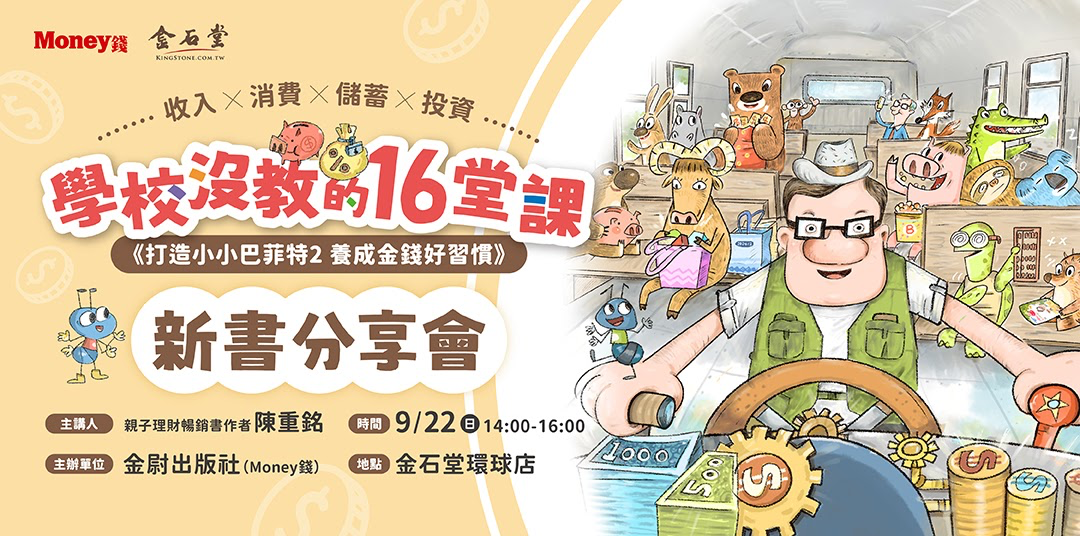 Money錢 金石堂
KINGSTONE.COM.TW
收入×消費×儲蓄×投資
學校沒教的16堂課
《打造小小巴菲特2 養成金錢好習慣》
新書分享會
主講人 親子理財暢銷書作者 陳重銘 時間 9/22 日 14:00-16:00
主辦單位 金尉出版社(Money錢) 地點 金石堂環球店
B
1000
500
S
S
S
S